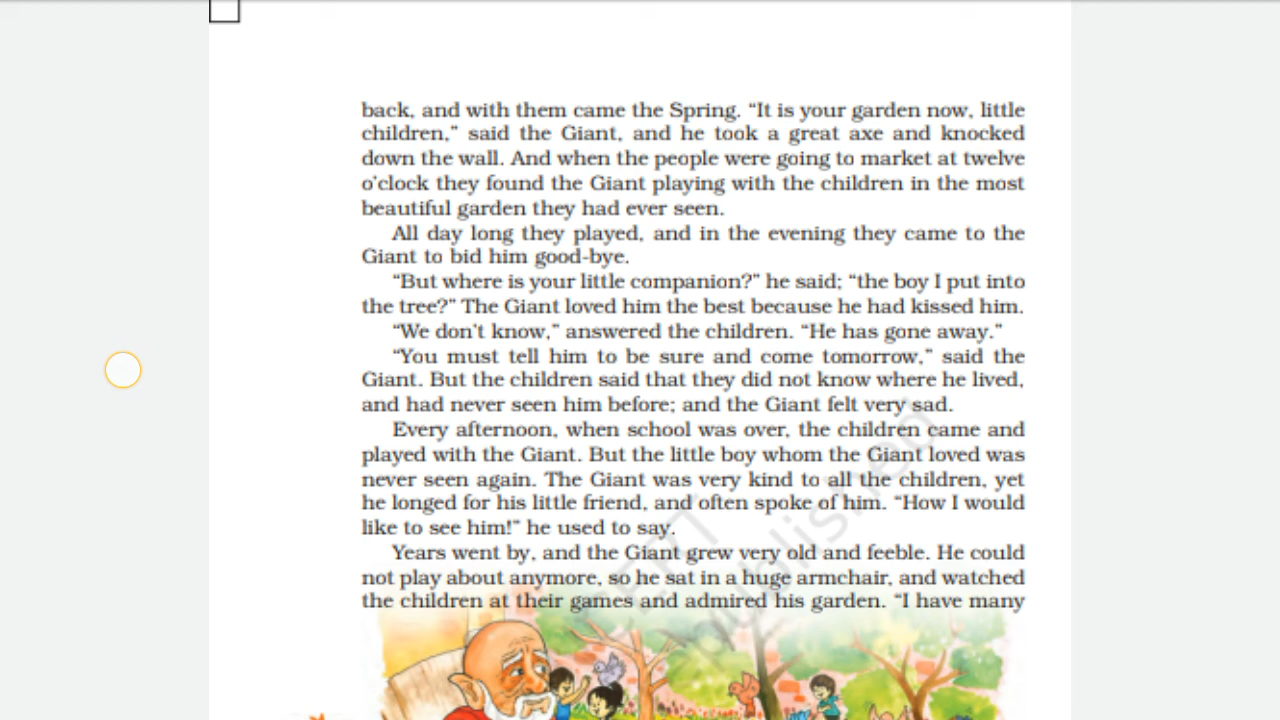 back, and with them came the Spring. “It is your garden now, little
children,” said the Giant, and he took a great axe and knocked
down the wall. And when the people were going to market at twelve
o’clock they found the Giant playing with the children in the most
beautiful garden they had ever seen.
All day long they played, and in the evening they came to the
Giant to bid him good-bye.
“But where is your little companion?” he said; “the boy I put into
the tree?” The Giant loved him the best because he had kissed him.
“We don’t know,” answered the children. “He has gone away.”
“You must tell him to be sure and come tomorrow,” said the
Giant. But the children said that they did not know where he lived,
and had never seen him before; and the Giant felt very sad.
Every afternoon, when school was over, the children came and
played with the Giant. But the little boy whom the Giant loved was
never seen again. The Giant was very kind to all the children, yet
he longed for his little friend, and often spoke of him. “How I would
like to see him!” he used to say.
Years went by, and the Giant grew very old and feeble. He could
not play about anymore, so he sat in a huge armchair, and watched
the children at their games and admired his garden. “I have many
published